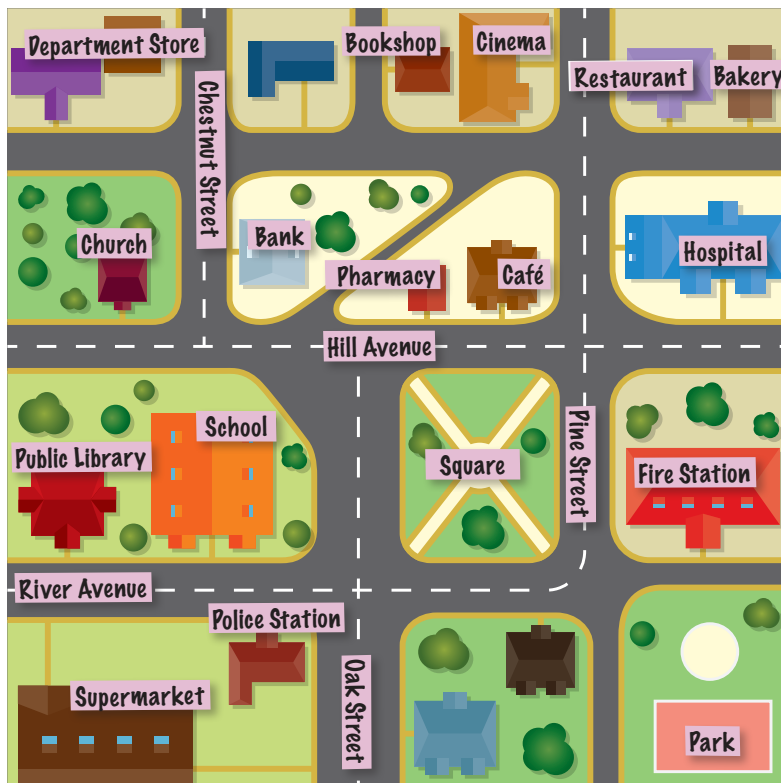 Department Store
Bookshop
Cinema
Restaurant
Bakery
Chestnut Street
Church
Bank
Pharmacy
Café
Hospital
Hill Avenue
Public Library
School
Square
Pine Street
Fire Station
River Avenue
Police Station
Supermarket
Oak Street
Park